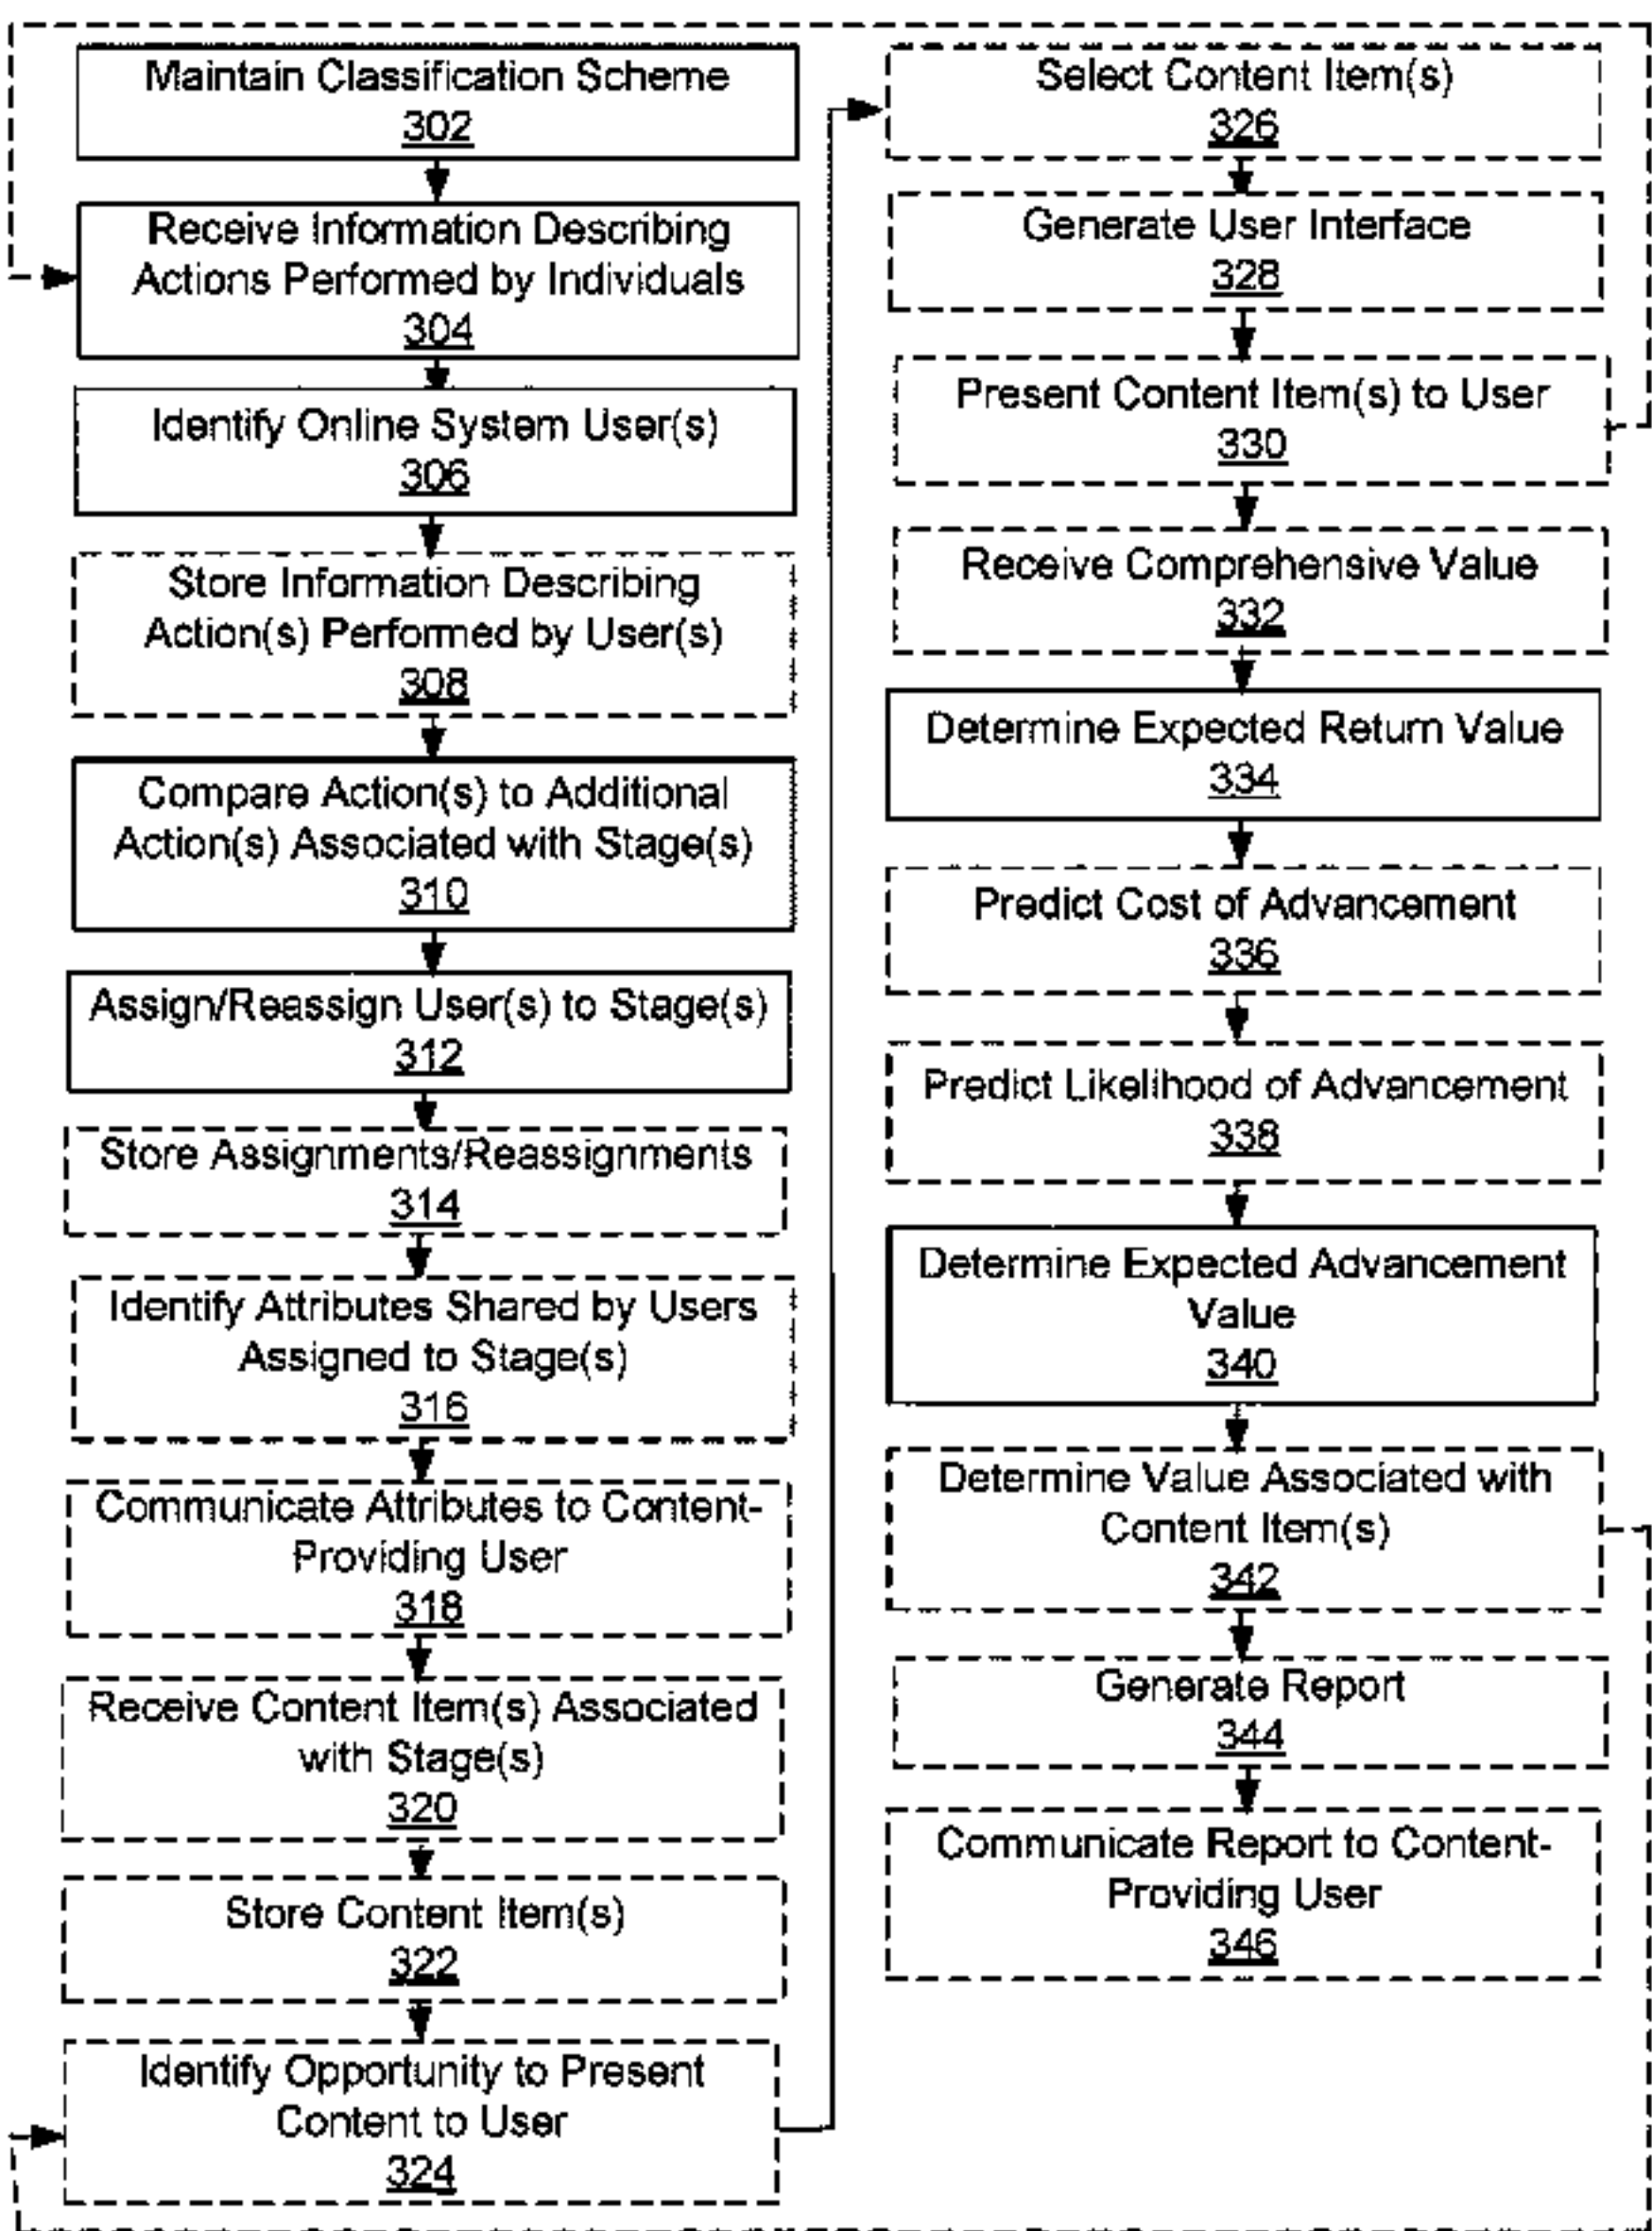 Maintain Classification Scheme
302
Receive Information Describing
Actions Performed by Individuals
304
Identify Online System User(s)
306
Store Information Describing
Action(s) Performed by User(s)
308
Compare Action(s) to Additional
Action(s) Associated with Stage(s)
310
Assign/Reassign User(s) to Stage(s)
312
Store Assignments/Reassignments
314
Identify Attributes Shared by Users
Assigned to Stage(s)
316
Communicate Attributes to Content-
Providing User
318
Receive Content Item(s) Associated
with Stage(s)
320
Store Content Item(s)
322
Identify Opportunity to Present
Content to User
324
Select Content Item(s)
326
Generate User Interface
328
Present Content Item(s) to User
330
Receive Comprehensive Value
332
Determine Expected Return Value
334
Predict Cost of Advancement
336
Predict Likelihood of Advancement
338
Determine Expected Advancement
Value
340
Determine Value Associated with
Content Item(s)
342
Generate Report
344
Communicate Report to Content-
Providing User
346